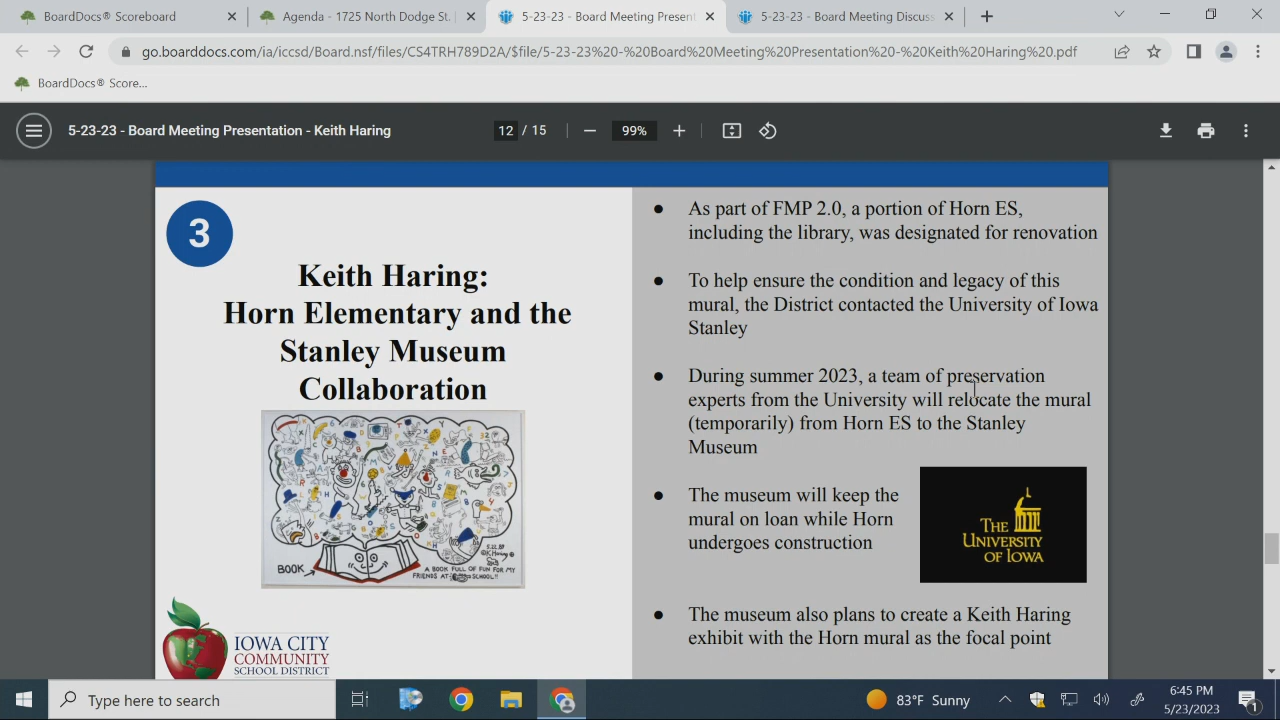 BoardDocs® Scoreboard
Agenda - 1725 North Dodge St.
5-23-23 - Board Meeting Present
5-23-23 - Board Meeting Discus
go.boarddocs.com/ia/iccsd/Board.nsf/files/CS4TRH789D2A/$file/5-23-23%20-%20Board%20Meeting%20Presentation%20-%20Keith%20Haring%20.pdf
BoardDocs® Score...
5-23-23 - Board Meeting Presentation - Keith Haring
12 / 15
99%
3
Keith Haring:
Horn Elementary and the
Stanley Museum
Collaboration
BOOK
A BOOK FULL OF FUN FOR MY
FRIENDS AT
SCHOOL!!
5.22.89
K. Haring
IOWA CITY
COMMUNITY
SCHOOL DISTRICT
● As part of FMP 2.0, a portion of Horn ES,
including the library, was designated for renovation
● To help ensure the condition and legacy of this
mural, the District contacted the University of Iowa
Stanley
● During summer 2023, a team of preservation
experts from the University will relocate the mural
(temporarily) from Horn ES to the Stanley
Museum
● The museum will keep the
mural on loan while Horn
undergoes construction
THE
UNIVERSITY
OF IOWA
● The museum also plans to create a Keith Haring
exhibit with the Horn mural as the focal point
Type here to search
83°F Sunny
6:45 PM
5/23/2023
1